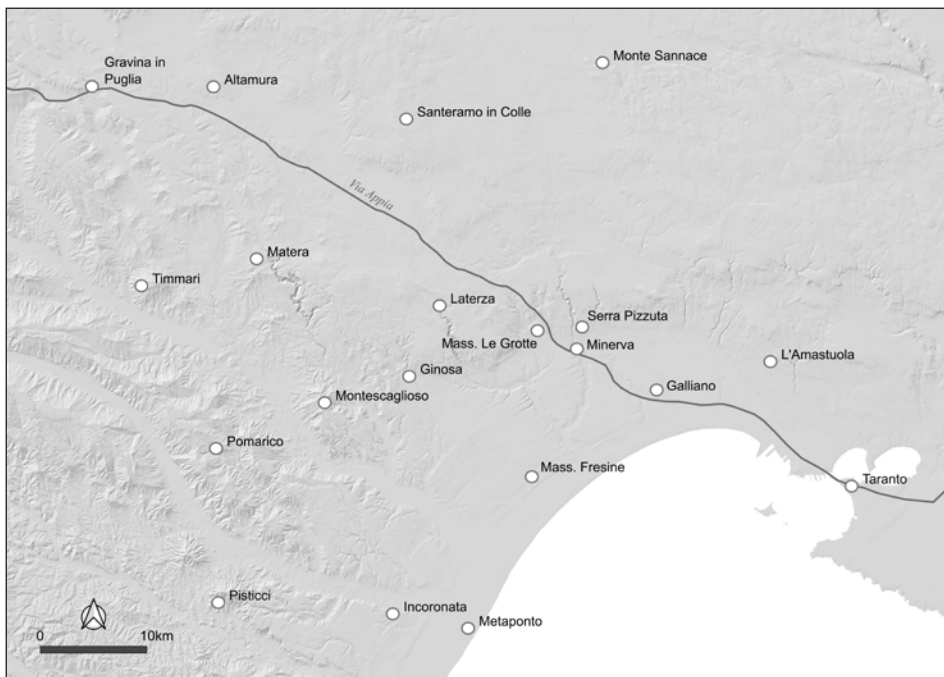 Gravina in
Puglia
Altamura
Monte Sannace
Santeramo in Colle
Via Appia
Matera
Timmari
Laterza
Serra Pizzuta
Mass. Le Grotte
Minerva
L'Amastuola
Ginosa
Galliano
Montescaglioso
Pomarico
Mass. Fresine
Taranto
Pisticci
Incoronata
Metaponto
0
10km